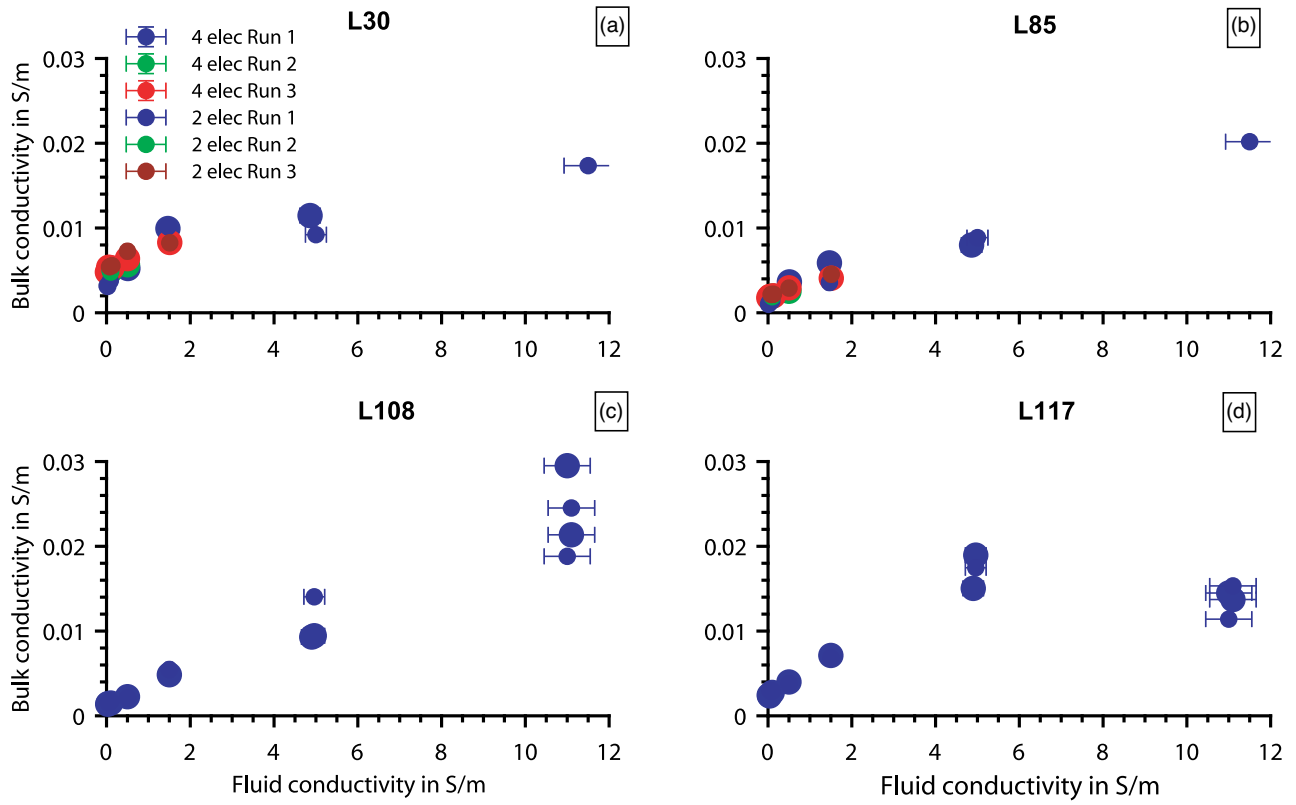 L30
(a)
Bulk conductivity in S/m
0.03
0.02
0.01
0
4 elec Run 1
4 elec Run 2
4 elec Run 3
2 elec Run 1
2 elec Run 2
2 elec Run 3
0 2 4 6 8 10 12
L85
(b)
0.03
0.02
0.01
0
0 2 4 6 8 10 12
L108
(c)
Bulk conductivity in S/m
0.03
0.02
0.01
0
0 2 4 6 8 10 12
Fluid conductivity in S/m
L117
(d)
0.03
0.02
0.01
0
0 2 4 6 8 10 12
Fluid conductivity in S/m